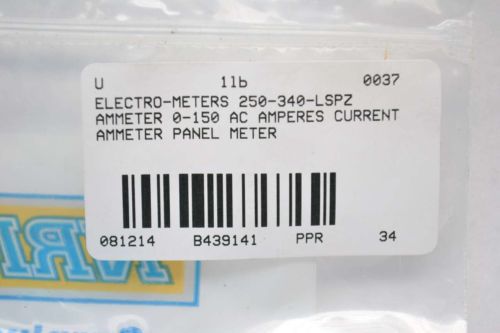 U 1lb 0037
ELECTRO-METERS 250-340-LSPZ
AMMETER 0-150 AC AMPERES CURRENT
AMMETER PANEL METER
081214 B439141 PPR 34